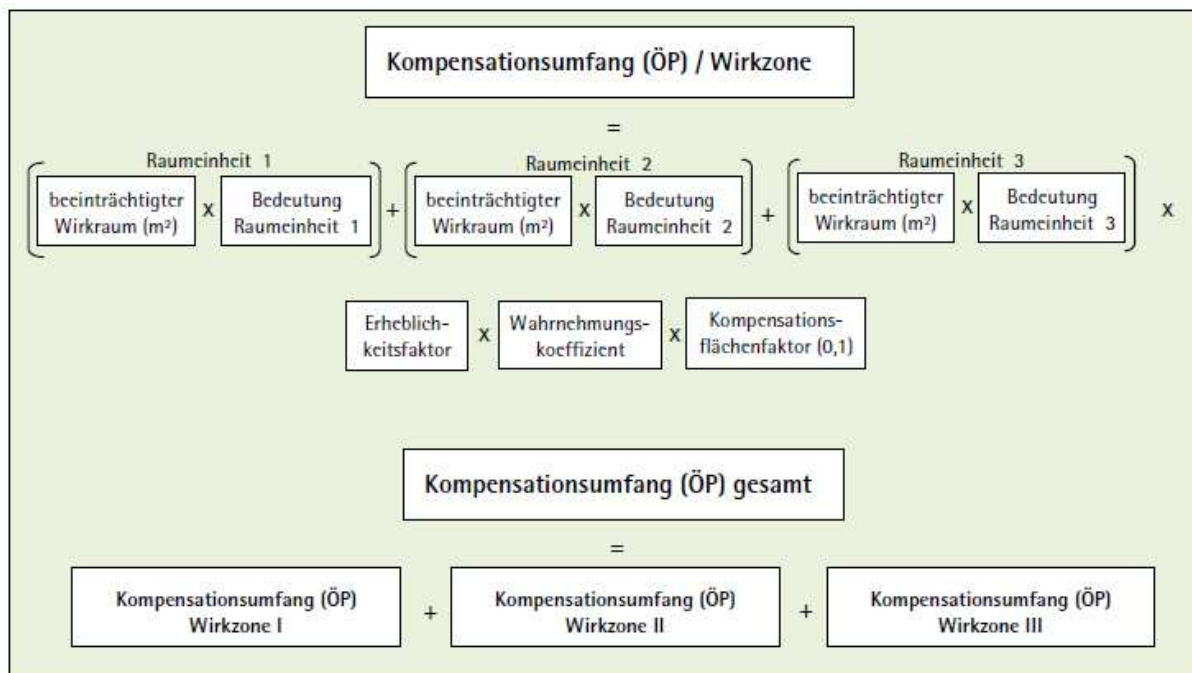 Kompensationsumfang (ÖP) / Wirkzone
=
Raumeinheit 1
beeinträchtigter
Wirkraum (m²)
x
Bedeutung
Raumeinheit 1
+
Raumeinheit 2
beeinträchtigter
Wirkraum (m²)
x
Bedeutung
Raumeinheit 2
+
Raumeinheit 3
beeinträchtigter
Wirkraum (m²)
x
Bedeutung
Raumeinheit 3
x
Erheblich-
keitsfaktor
x
Wahrnehmungs-
koeffizient
x
Kompensations-
flächenfaktor (0,1)
Kompensationsumfang (ÖP) gesamt
=
Kompensationsumfang (ÖP)
Wirkzone I
+
Kompensationsumfang (ÖP)
Wirkzone II
+
Kompensationsumfang (ÖP)
Wirkzone III